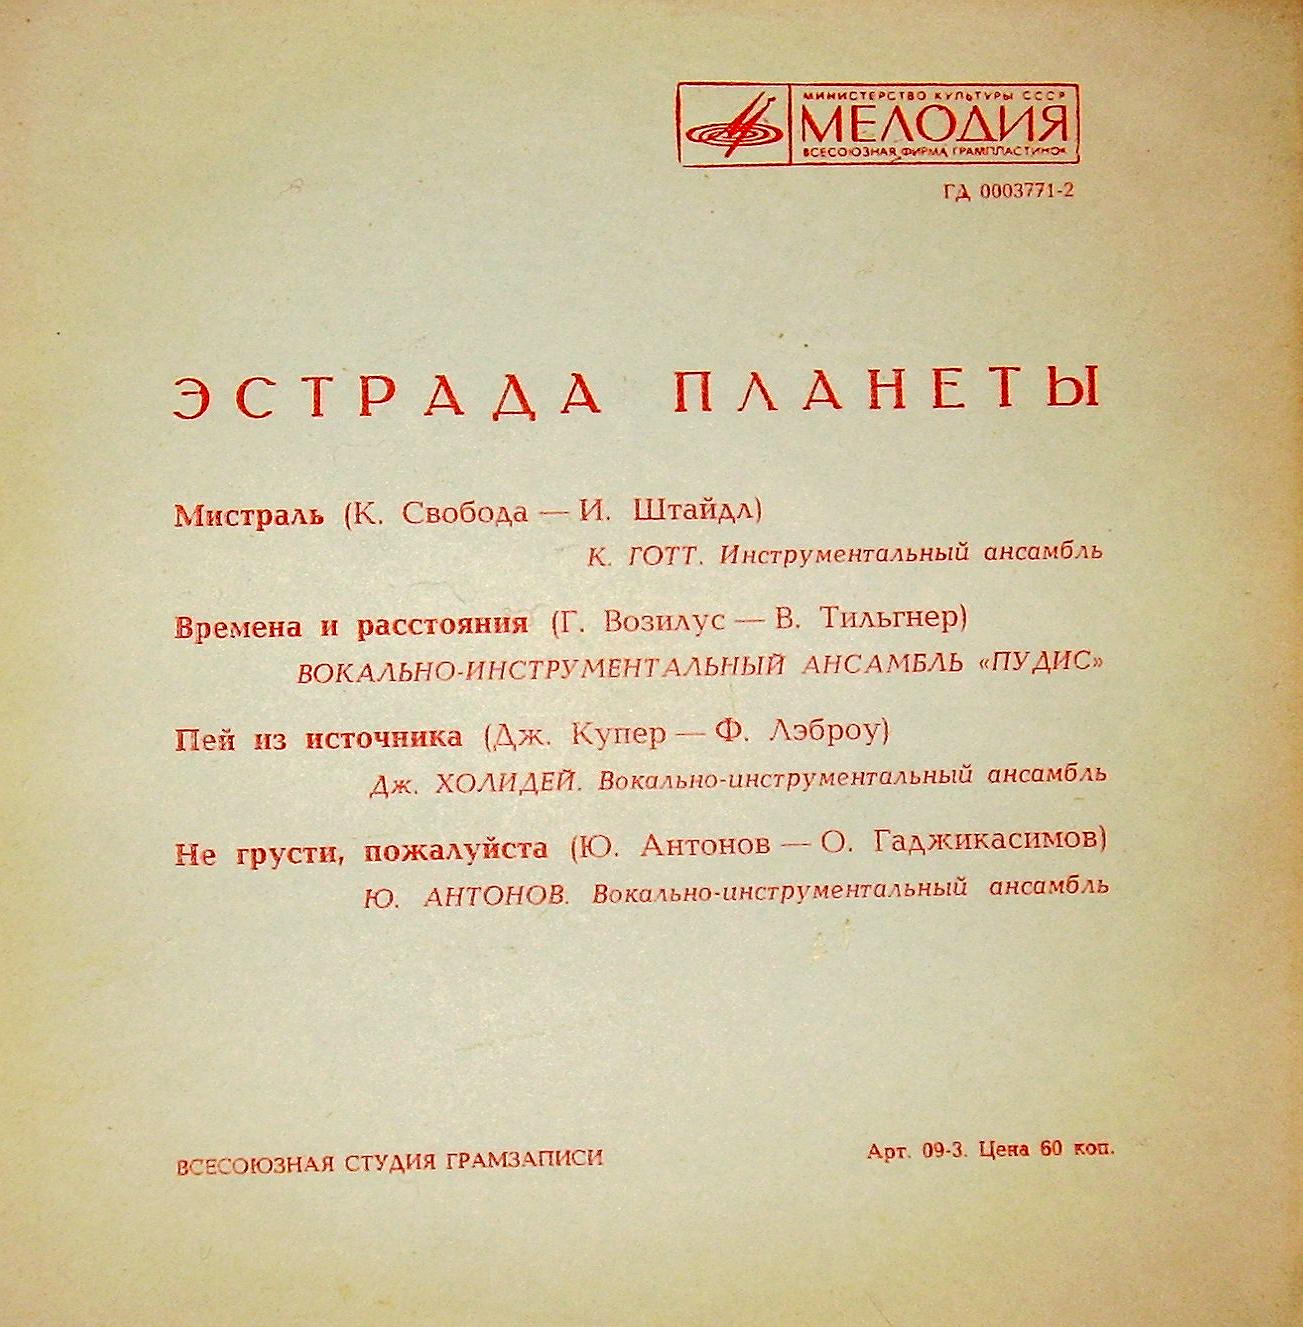 МИНИСТЕРСТВО КУЛЬТУРЫ СССР
МЕЛОДИЯ
ВСЕСОЮЗНАЯ ФИРМА ГРАМПЛАСТИНОК
ГД 0003771-2
ЭСТРАДА ПЛАНЕТЫ
Мистраль (К. Свобода — И. Штайдл)
К. ГОТТ. Инструментальный ансамбль
Времена и расстояния (Г. Возилус — В. Тильгнер)
ВОКАЛЬНО-ИНСТРУМЕНТАЛЬНЫЙ АНСАМБЛЬ «ПУДИС»
Пей из источника (Дж. Купер — Ф. Лэброу)
Дж. ХОЛИДЕЙ. Вокально-инструментальный ансамбль
Не грусти, пожалуйста (Ю. Антонов — О. Гаджикасимов)
Ю. АНТОНОВ. Вокально-инструментальный ансамбль
ВСЕСОЮЗНАЯ СТУДИЯ ГРАМЗАПИСИ
Арт. 09-3. Цена 60 коп.